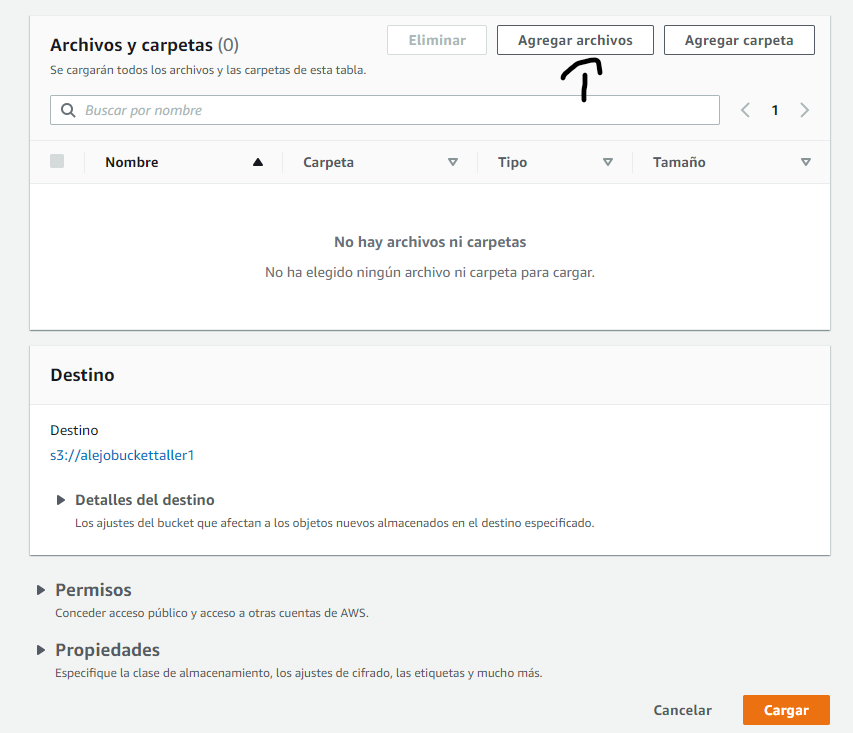 Archivos y carpetas (0)
Eliminar
Agregar archivos
Agregar carpeta
Se cargarán todos los archivos y las carpetas de esta tabla.
Buscar por nombre
1
Nombre
Carpeta
Tipo
Tamaño
No hay archivos ni carpetas
No ha elegido ningún archivo ni carpeta para cargar.
Destino
Destino
s3://alejobuckettaller1
Detalles del destino
Los ajustes del bucket que afectan a los objetos nuevos almacenados en el destino especificado.
Permisos
Conceder acceso público y acceso a otras cuentas de AWS.
Propiedades
Especifique la clase de almacenamiento, los ajustes de cifrado, las etiquetas y mucho más.
Cancelar
Cargar